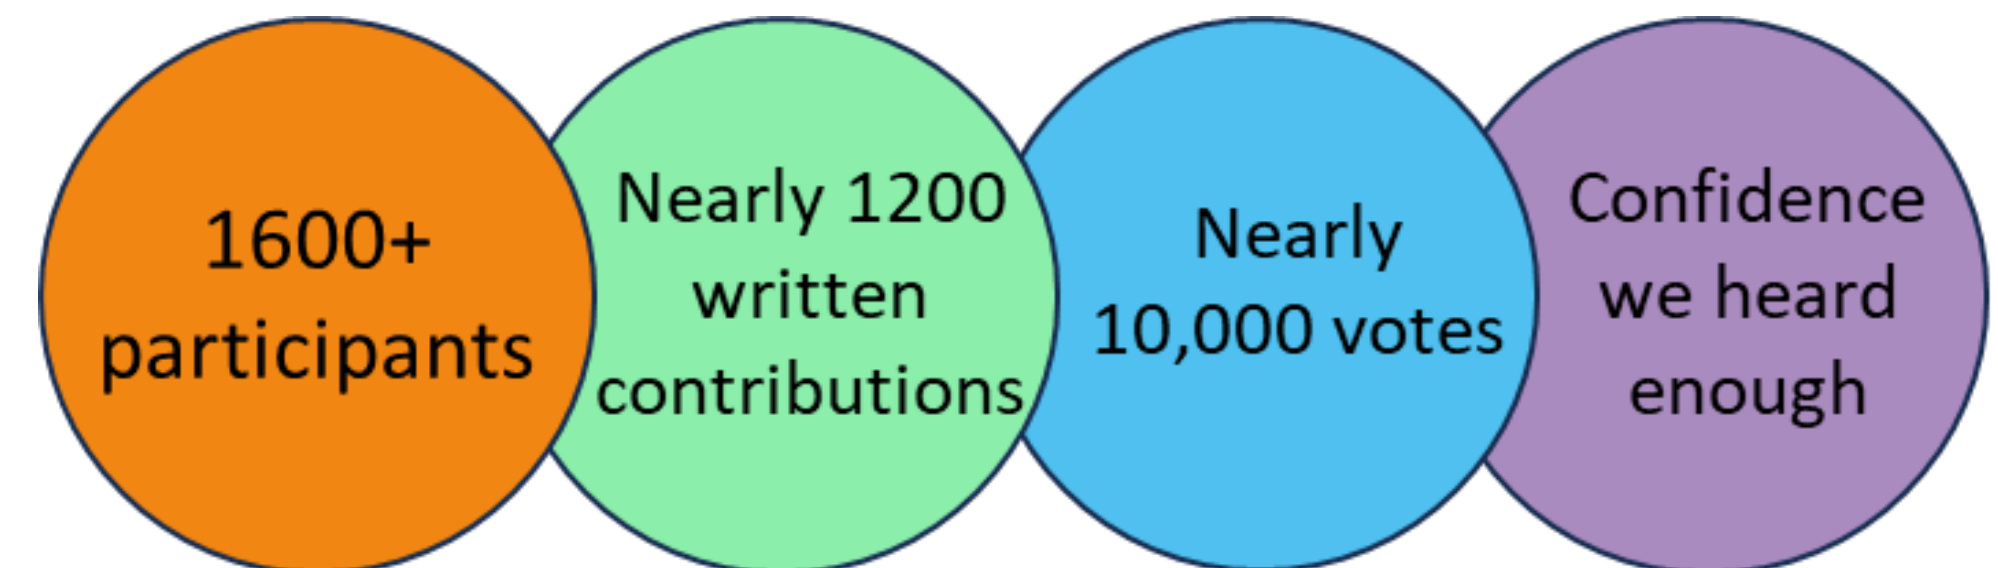 1600+
participants
Nearly 1200
written
contributions
Nearly
10,000 votes
Confidence
we heard
enough